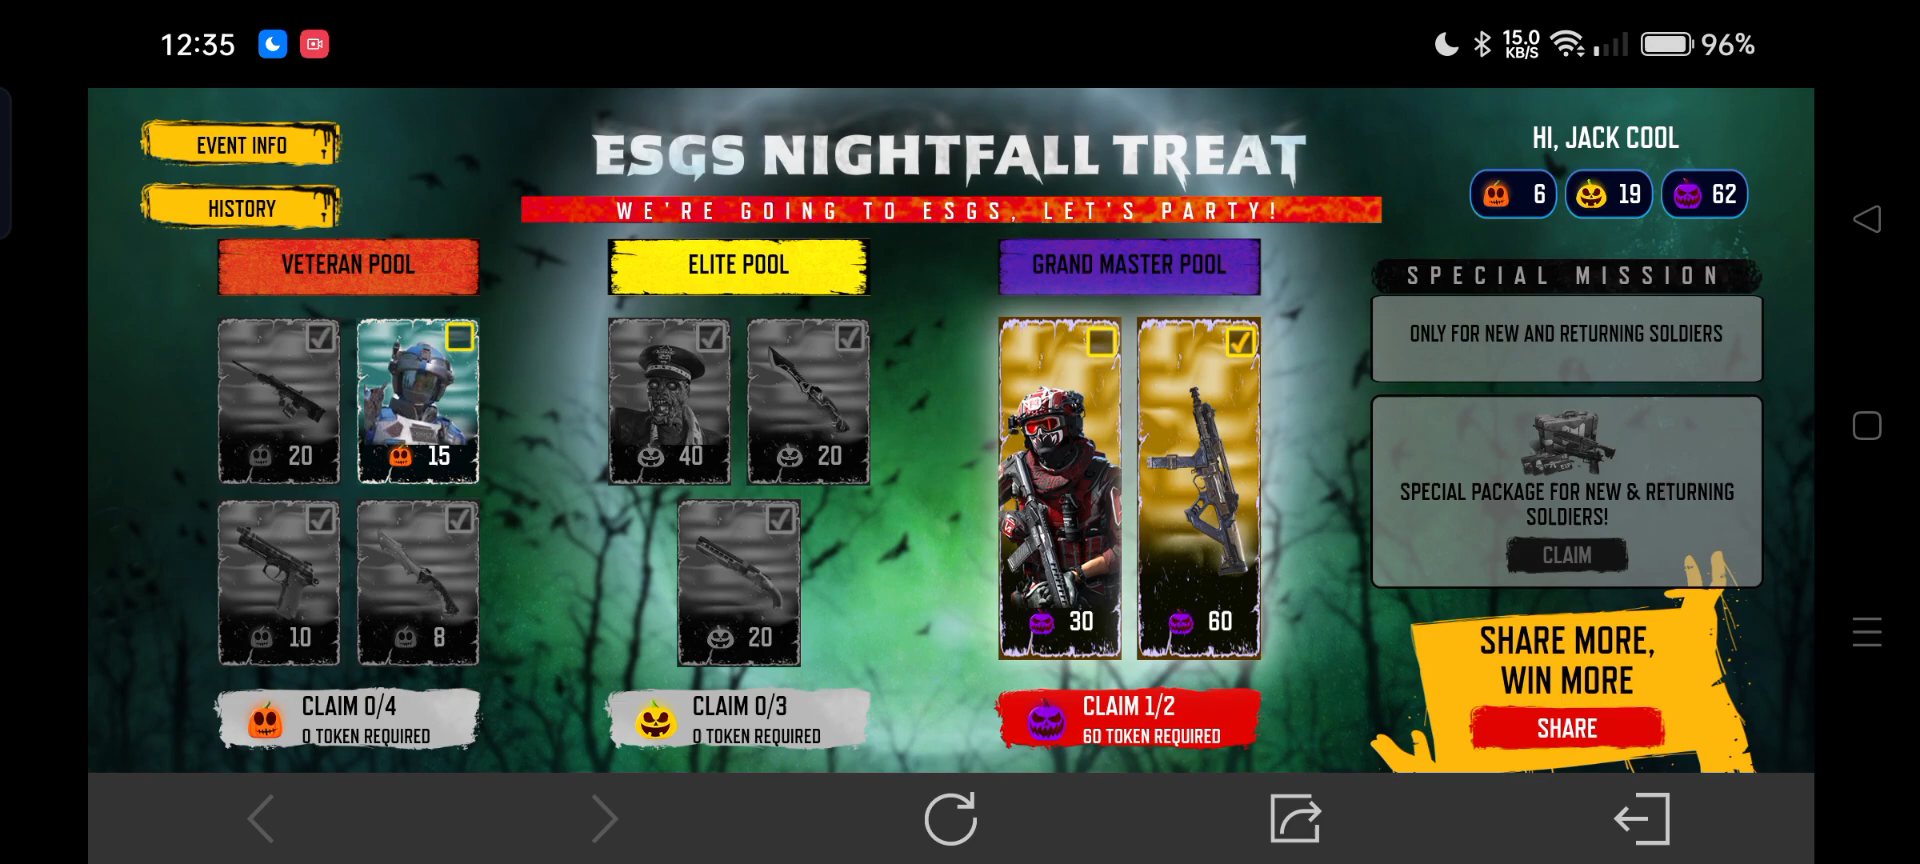 12:35
15.0 KB/S
96%
EVENT INFO
HISTORY
ESGS NIGHTFALL TREAT
WE'RE GOING TO ESGS, LET'S PARTY!
HI, JACK COOL
6 19 62
VETERAN POOL
20
15
10
8
CLAIM 0/4
0 TOKEN REQUIRED
ELITE POOL
40
20
20
CLAIM 0/3
0 TOKEN REQUIRED
GRAND MASTER POOL
30
60
CLAIM 1/2
60 TOKEN REQUIRED
SPECIAL MISSION
ONLY FOR NEW AND RETURNING SOLDIERS
SPECIAL PACKAGE FOR NEW & RETURNING
SOLDIERS!
CLAIM
SHARE MORE,
WIN MORE
SHARE